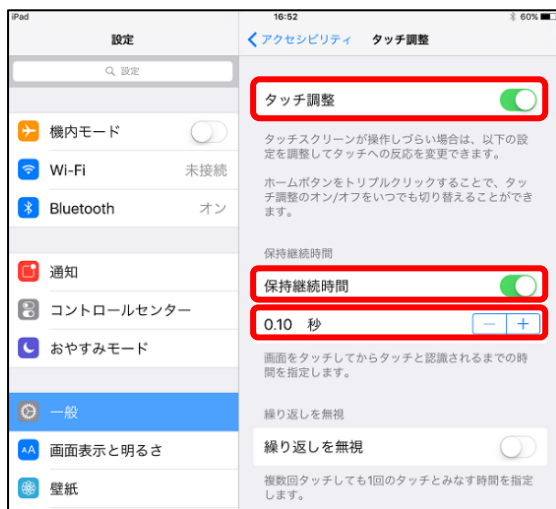 iPad
16:52
60%
設定
アクセシビリティ
タッチ調整
設定
タッチ調整
タッチスクリーンが操作しづらい場合は、以下の設
定を調整してタッチへの反応を変更できます。
ホームボタンをトリプルクリックすることで、タッ
チ調整のオン/オフをいつでも切り替えることができ
ます。
機内モード
Wi-Fi
未接続
Bluetooth
オン
保持継続時間
保持継続時間
0.10 秒
− +
画面をタッチしてからタッチと認識されるまでの時
間を指定します。
通知
コントロールセンター
おやすみモード
一般
AA
画面表示と明るさ
壁紙
繰り返しを無視
繰り返しを無視
複数回タッチしても1回のタッチとみなす時間を指定
します。